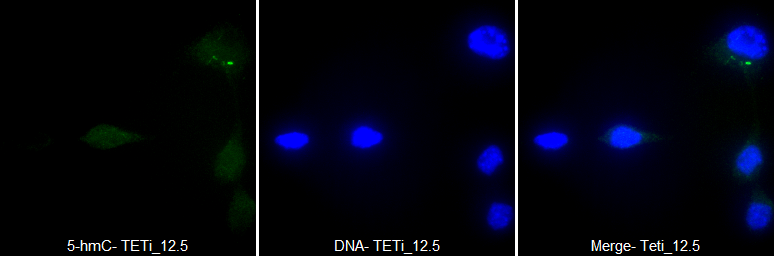 5-hmC- TETi_12.5
DNA- TETi_12.5
Merge- Teti_12.5